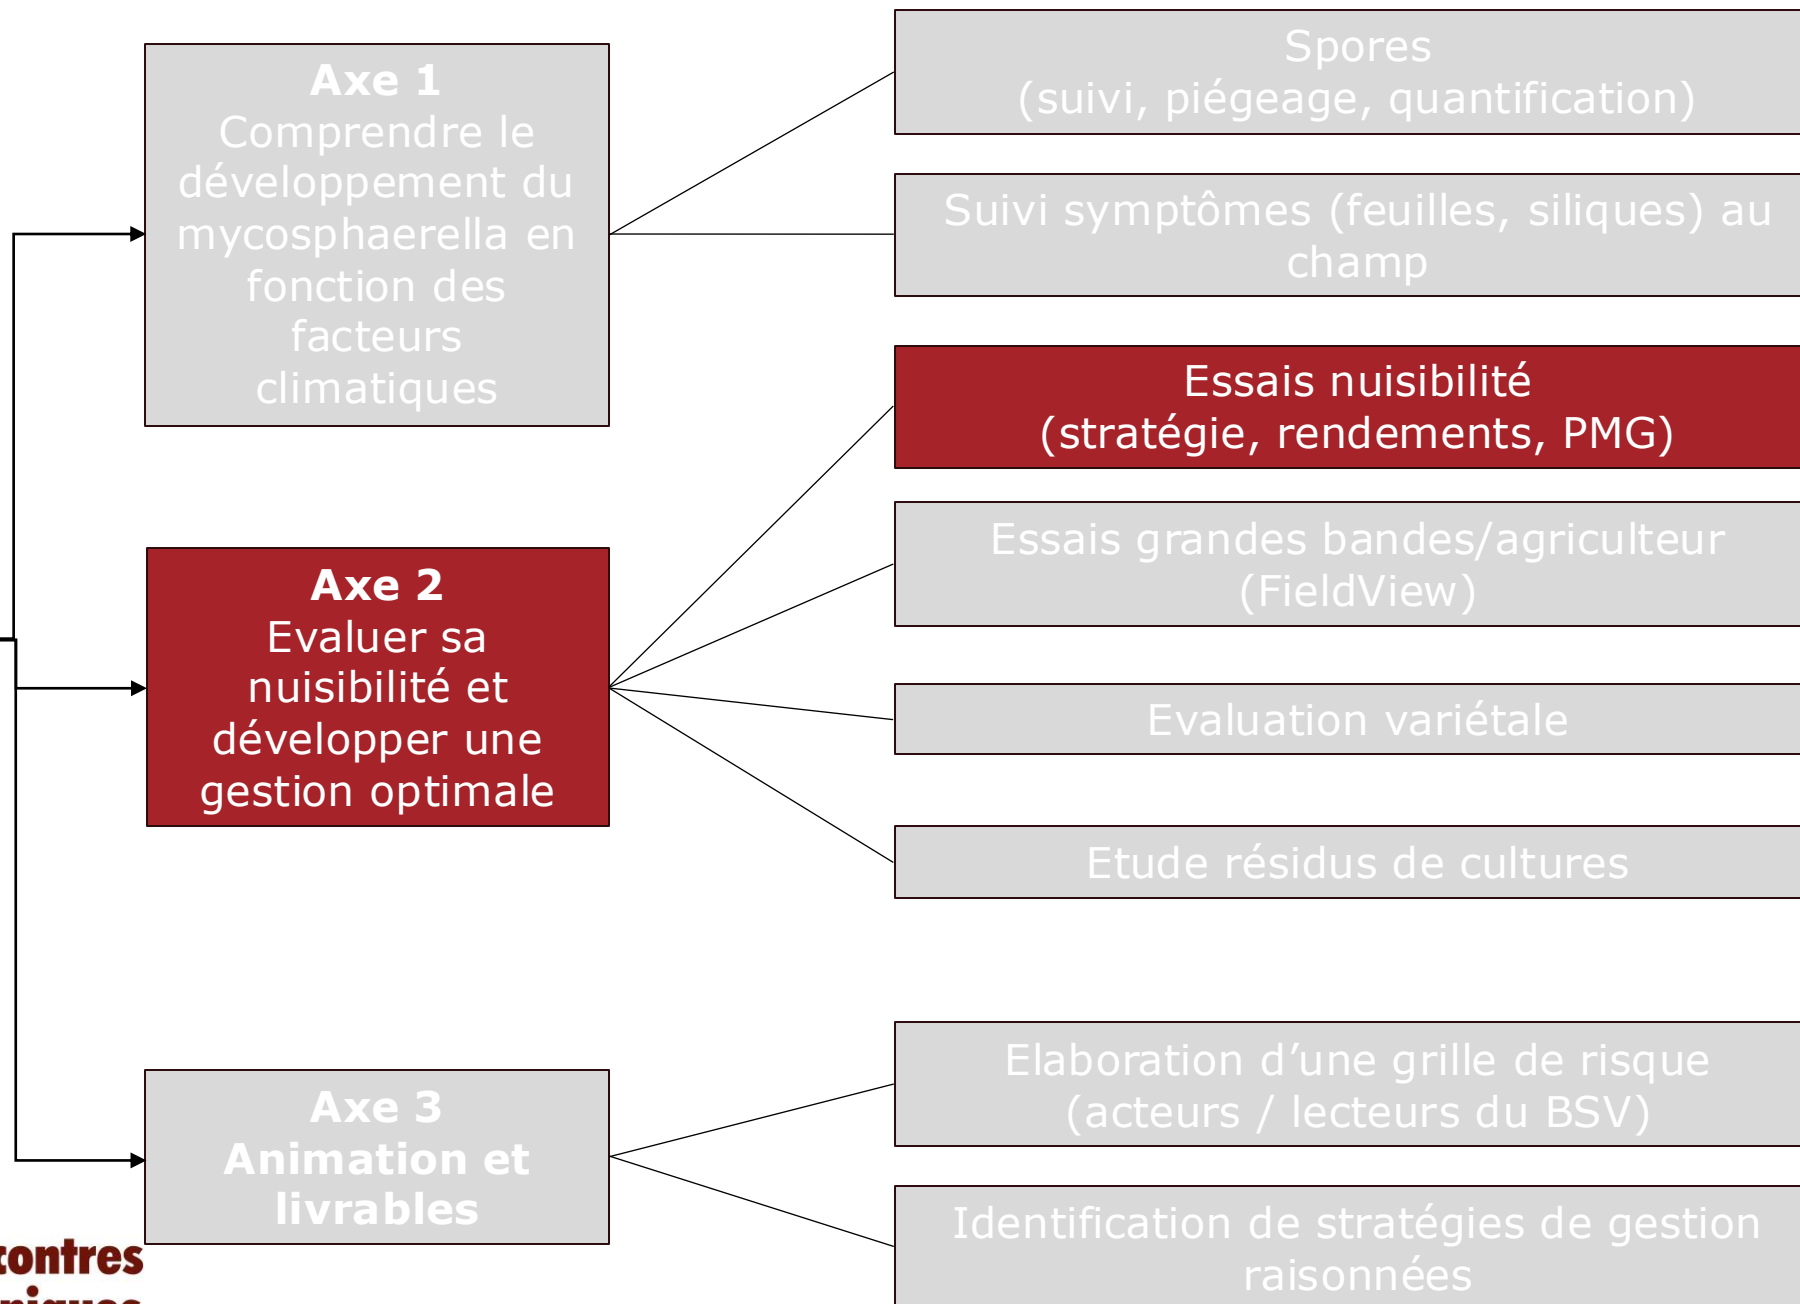 Axe 1
Comprendre le
développement du
mycosphaerella en
fonction des
facteurs
climatiques
Spores
(suivi, piégeage, quantification)
Suivi symptômes (feuilles, siliques) au
champ
Axe 2
Evaluer sa
nuisibilité et
développer une
gestion optimale
Essais nuisibilité
(stratégie, rendements, PMG)
Essais grandes bandes/agriculteur
(FieldView)
Evaluation variétale
Etude résidus de cultures
Axe 3
Animation et
livrables
Elaboration d’une grille de risque
(acteurs / lecteurs du BSV)
Identification de stratégies de gestion
raisonnées
contres